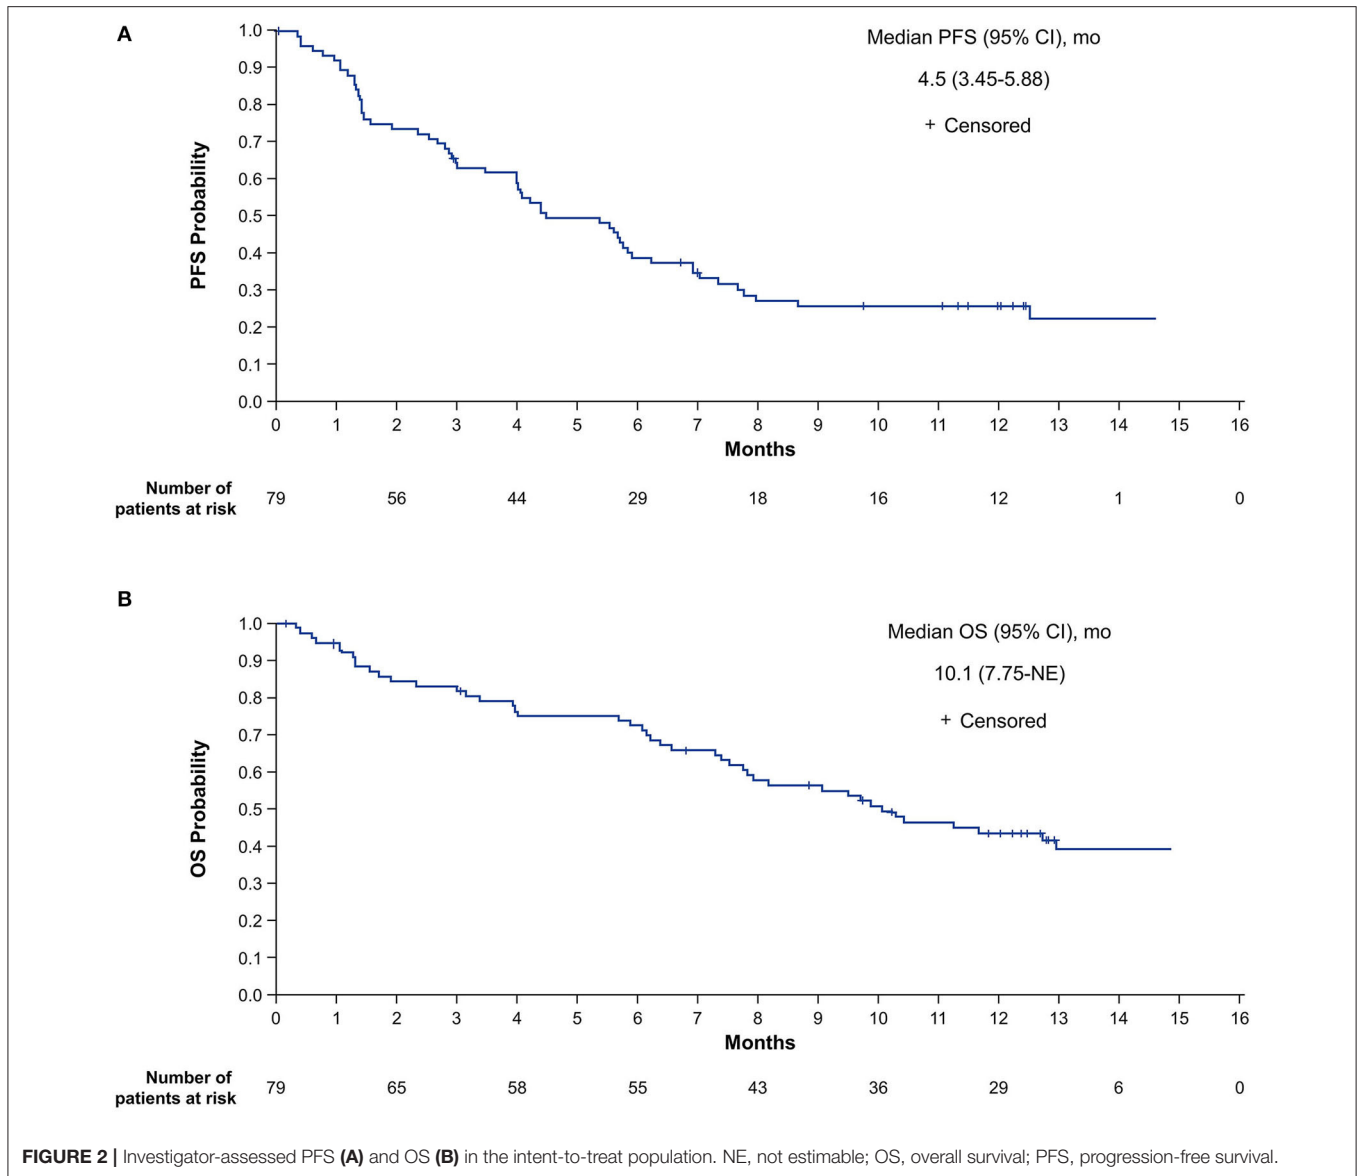 A
Median PFS (95% CI), mo
4.5 (3.45-5.88)
+ Censored
PFS Probability
1.0
0.9
0.8
0.7
0.6
0.5
0.4
0.3
0.2
0.1
0.0
0 1 2 3 4 5 6 7 8 9 10 11 12 13 14 15 16
Months
Number of
patients at risk
79 56 44 29 18 16 12 1 0
B
Median OS (95% CI), mo
10.1 (7.75-NE)
+ Censored
OS Probability
1.0
0.9
0.8
0.7
0.6
0.5
0.4
0.3
0.2
0.1
0.0
0 1 2 3 4 5 6 7 8 9 10 11 12 13 14 15 16
Months
Number of
patients at risk
79 65 58 55 43 36 29 6 0
FIGURE 2 | Investigator-assessed PFS (A) and OS (B) in the intent-to-treat population. NE, not estimable; OS, overall survival; PFS, progression-free survival.